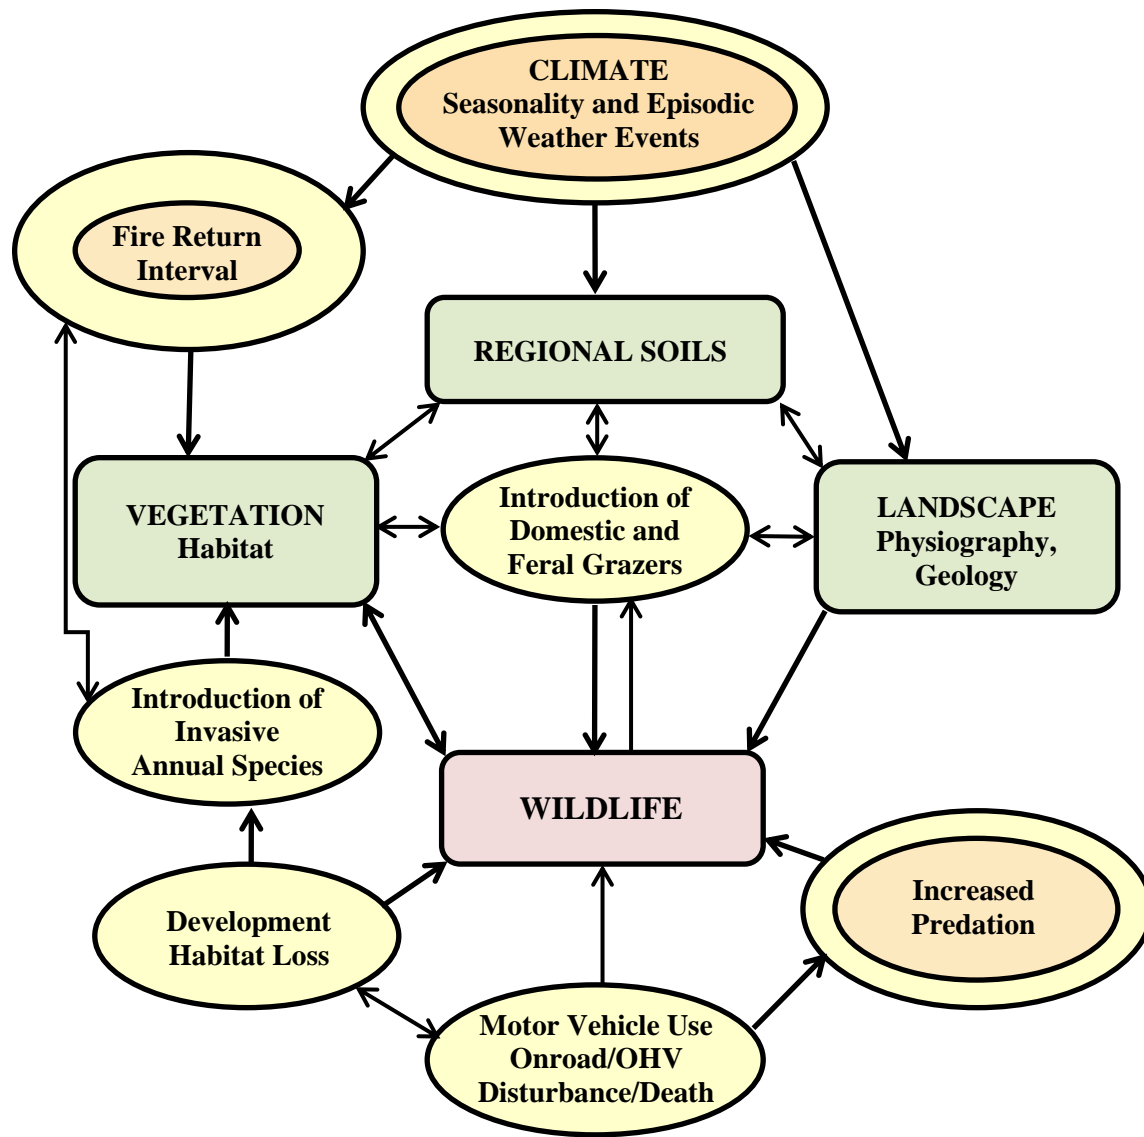 CLIMATE
Seasonality and Episodic
Weather Events
Fire Return
Interval
REGIONAL SOILS
VEGETATION
Habitat
Introduction of
Domestic and
Feral Grazers
LANDSCAPE
Physiography,
Geology
Introduction of
Invasive
Annual Species
WILDLIFE
Development
Habitat Loss
Increased
Predation
Motor Vehicle Use
Onroad/OHV
Disturbance/Death